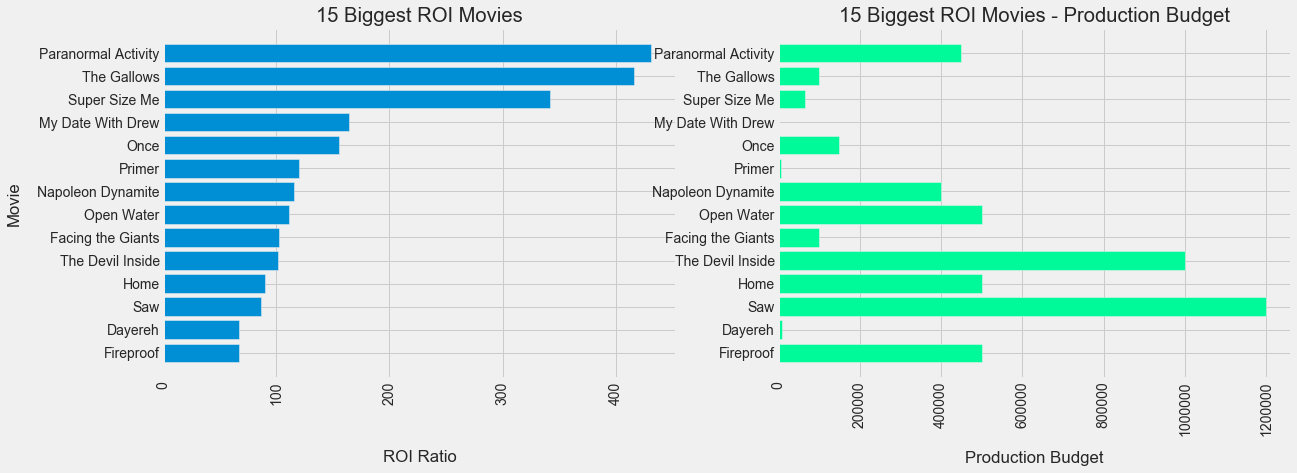 15 Biggest ROI Movies
Movie
Paranormal Activity
The Gallows
Super Size Me
My Date With Drew
Once
Primer
Napoleon Dynamite
Open Water
Facing the Giants
The Devil Inside
Home
Saw
Dayereh
Fireproof
0
100
200
300
400
ROI Ratio
15 Biggest ROI Movies - Production Budget
Paranormal Activity
The Gallows
Super Size Me
My Date With Drew
Once
Primer
Napoleon Dynamite
Open Water
Facing the Giants
The Devil Inside
Home
Saw
Dayereh
Fireproof
0
200000
400000
600000
800000
1000000
1200000
Production Budget